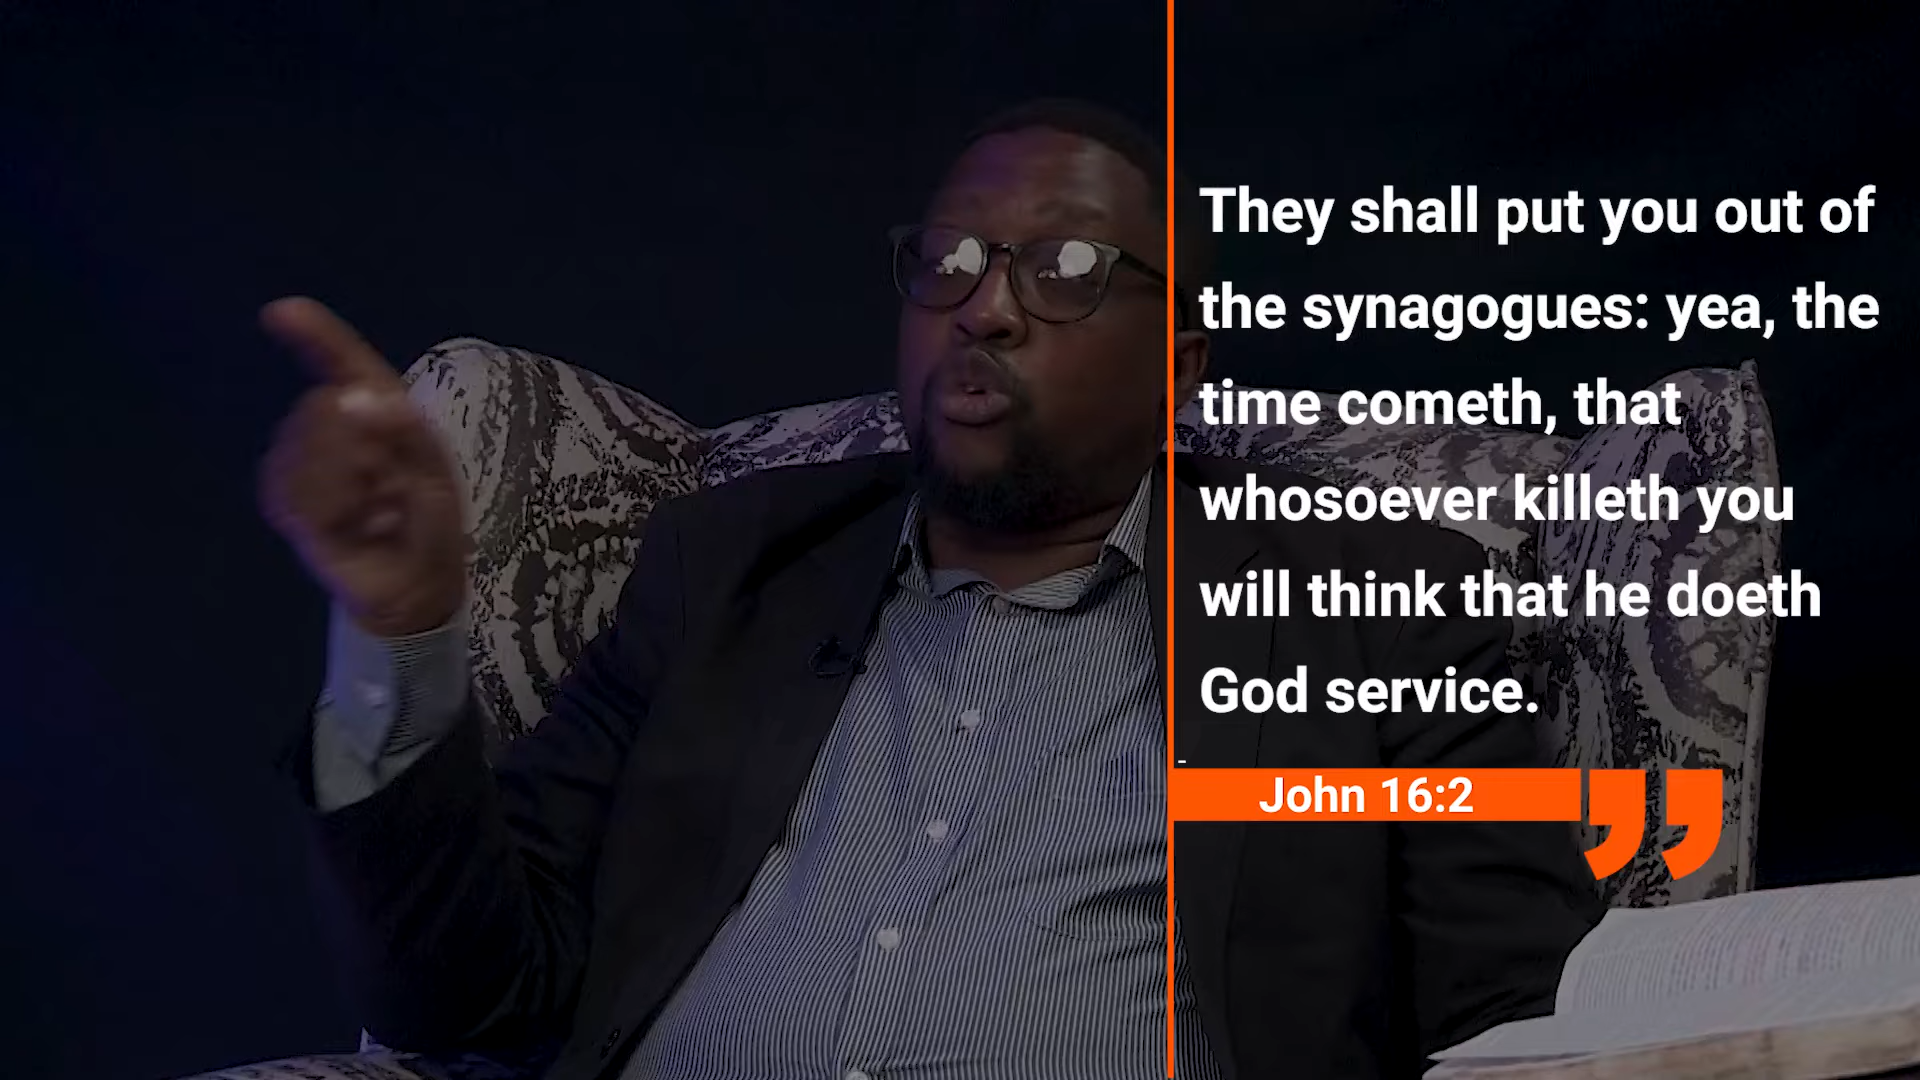 They shall put you out of
the synagogues: yea, the
time cometh, that
whosoever killeth you
will think that he doeth
God service.
-
John 16:2
”